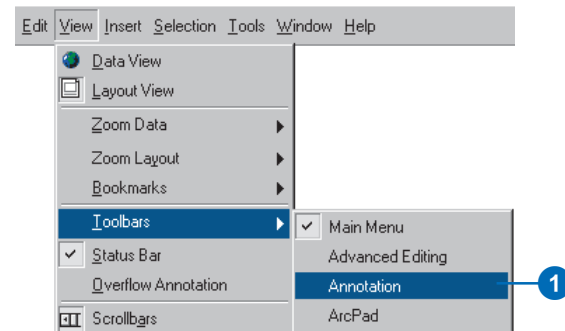 Edit View Insert Selection Tools Window Help
Data View
Layout View
Zoom Data
Zoom Layout
Bookmarks
Toolbars
Main Menu
Status Bar
Advanced Editing
Overflow Annotation
Annotation
1
Scrollbars
ArcPad